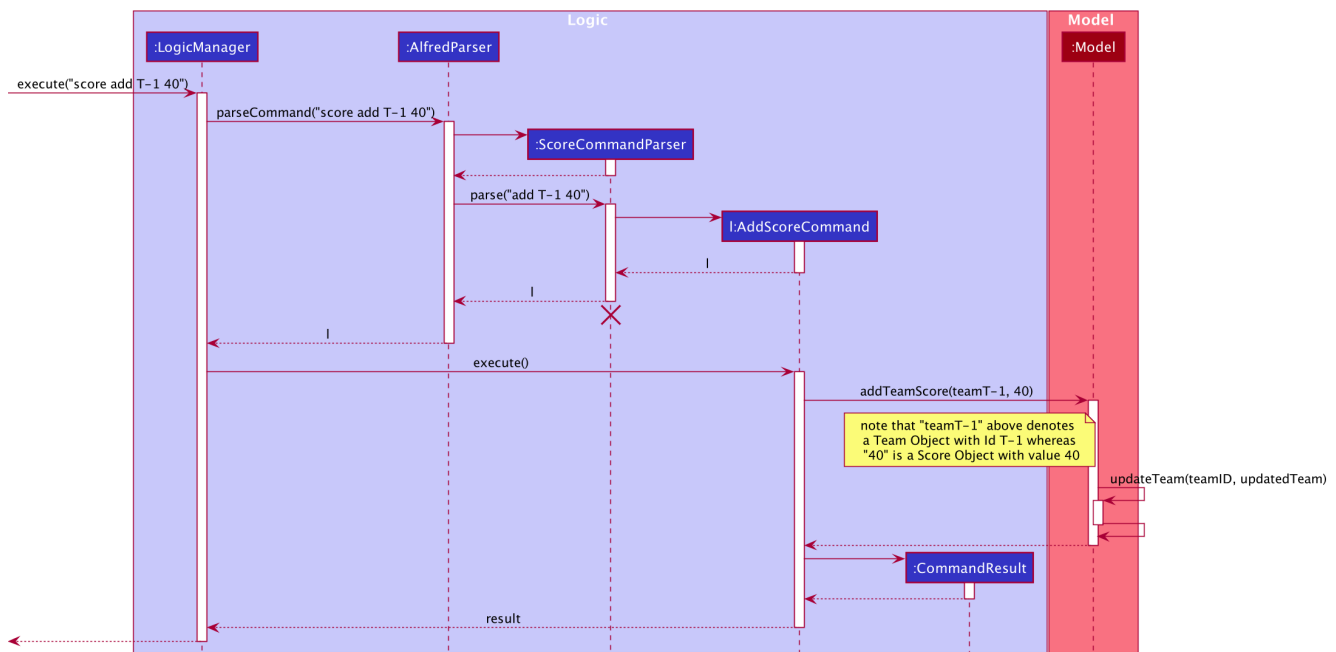 Logic
Model
:LogicManager
:AlfredParser
:Model
execute("score add T-1 40")
parseCommand("score add T-1 40")
:ScoreCommandParser
parse("add T-1 40")
l:AddScoreCommand
l
l
l
execute()
addTeamScore(teamT-1, 40)
note that "teamT-1" above denotes
a Team Object with Id T-1 whereas
"40" is a Score Object with value 40
updateTeam(teamID, updatedTeam)
:CommandResult
result